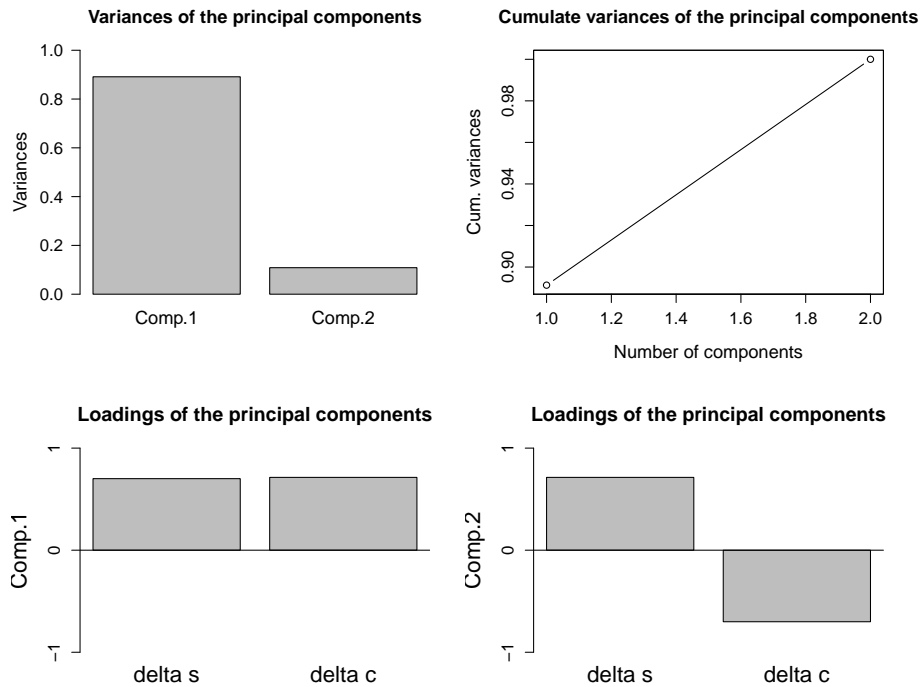 Variances of the principal components
Variances
1.0
0.8
0.6
0.4
0.2
0.0
Comp.1 Comp.2
Cumulate variances of the principal components
Cum. variances
0.98
0.94
0.90
1.0 1.2 1.4 1.6 1.8 2.0
Number of components
Loadings of the principal components
Comp.1
1
0
−1
delta s delta c
Loadings of the principal components
Comp.2
1
0
−1
delta s delta c